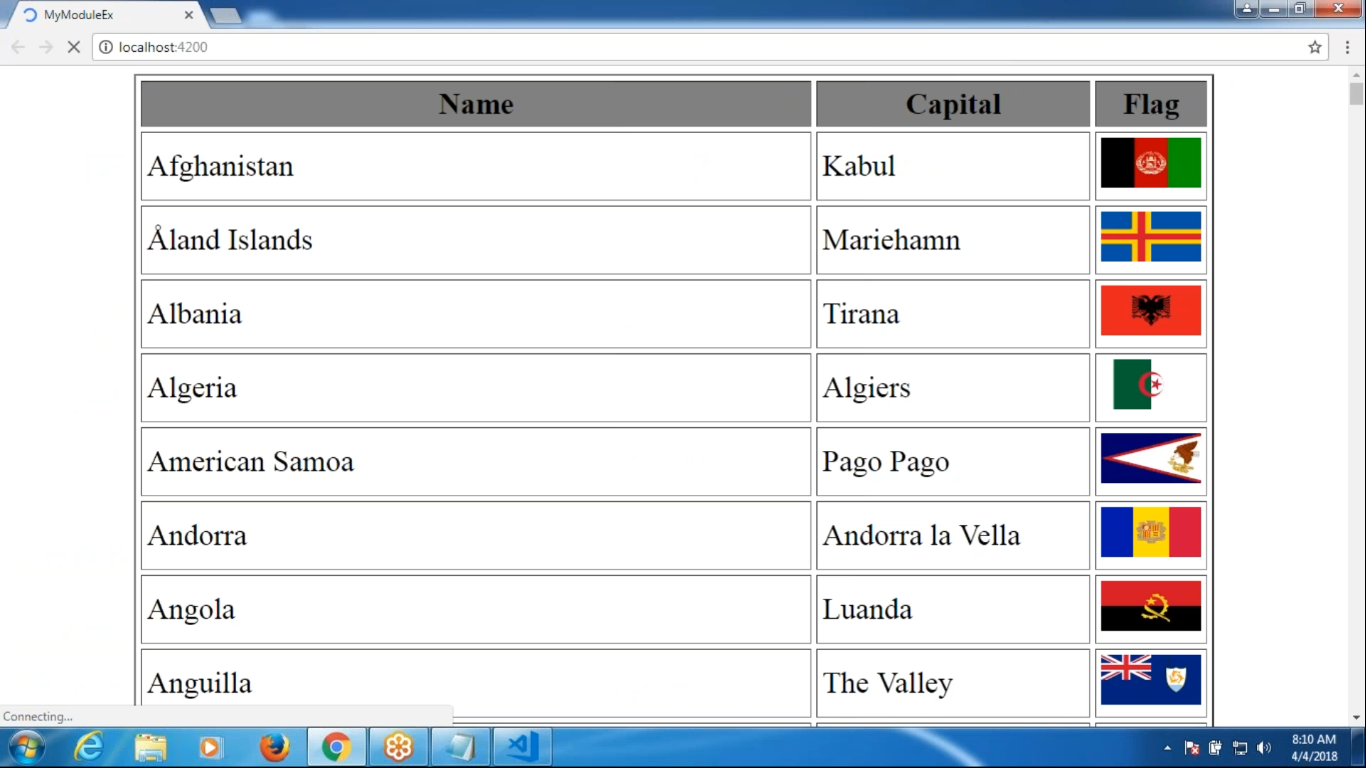 MyModuleEx
localhost:4200
Name Capital Flag
Afghanistan Kabul
Åland Islands Mariehamn
Albania Tirana
Algeria Algiers
American Samoa Pago Pago
Andorra Andorra la Vella
Angola Luanda
Anguilla The Valley
Connecting...
8:10 AM
4/4/2018